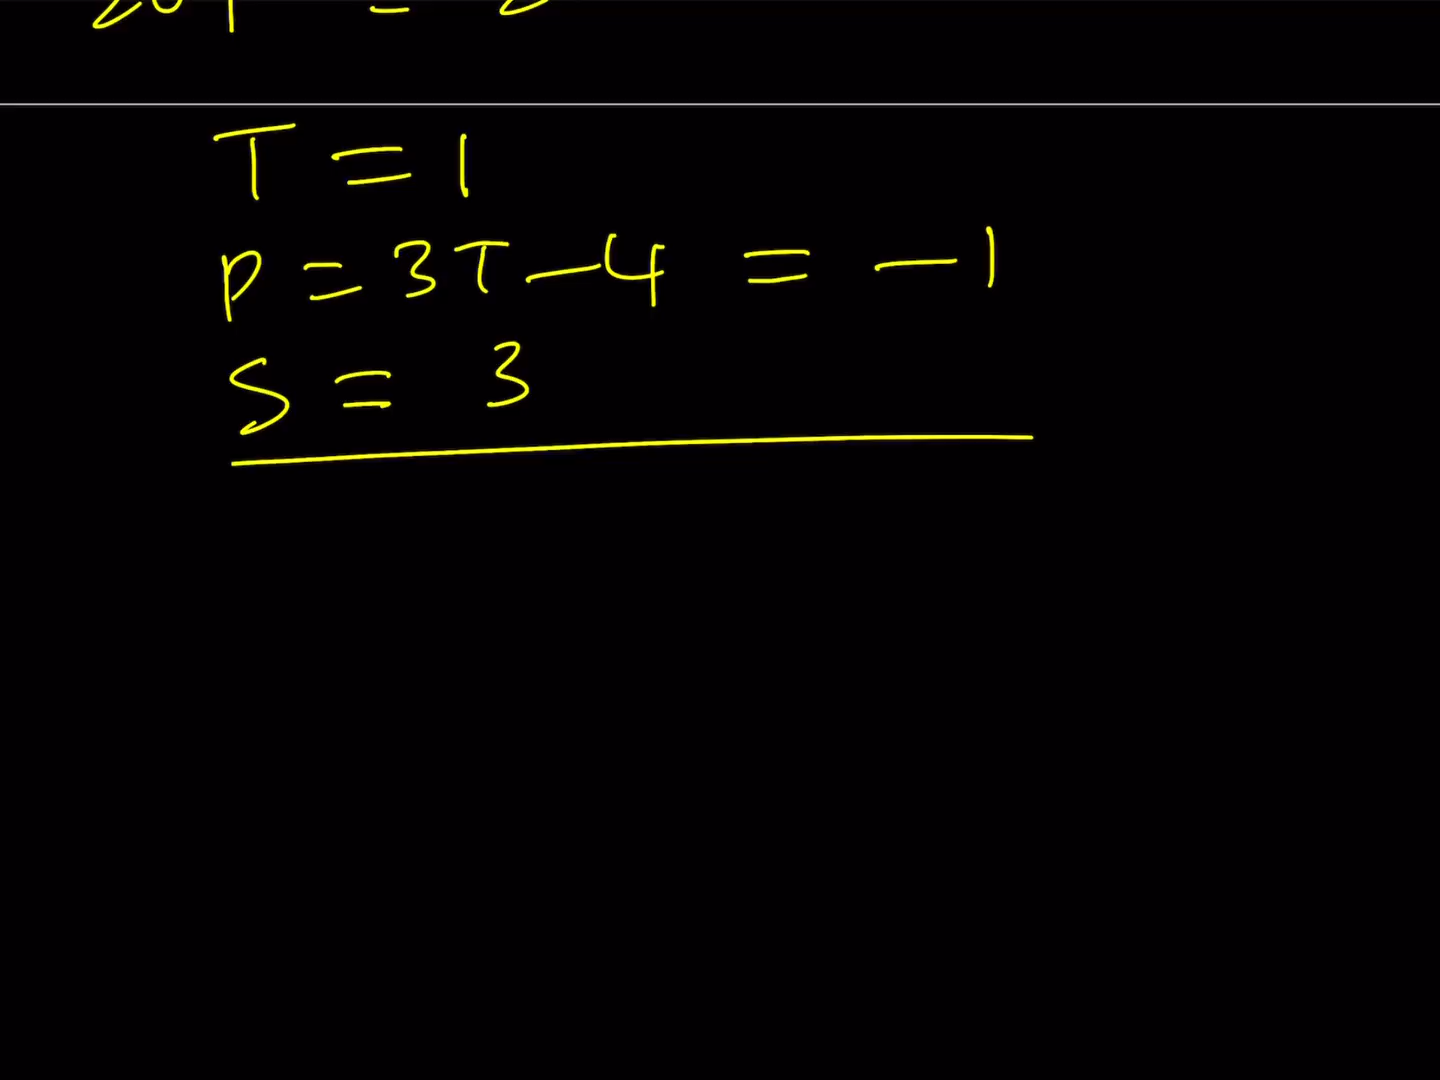 T = 1
P = 3T - 4 = -1
S = 3